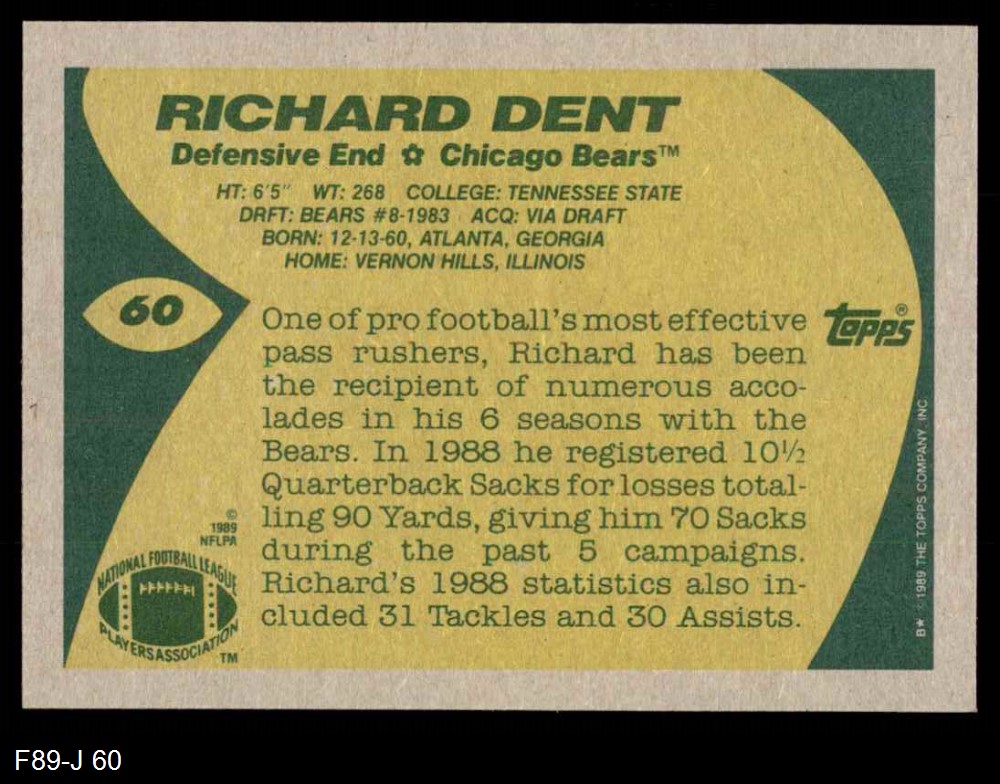 RICHARD DENT
Defensive End ✩ Chicago Bears™
HT: 6'5" WT: 268 COLLEGE: TENNESSEE STATE
DRFT: BEARS #8-1983 ACQ: VIA DRAFT
BORN: 12-13-60, ATLANTA, GEORGIA
HOME: VERNON HILLS, ILLINOIS
60
One of pro football's most effective
pass rushers, Richard has been
the recipient of numerous acco-
lades in his 6 seasons with the
Bears. In 1988 he registered 10½
Quarterback Sacks for losses total-
ling 90 Yards, giving him 70 Sacks
during the past 5 campaigns.
Richard's 1988 statistics also in-
cluded 31 Tackles and 30 Assists.
topps®
©
1989
NFLPA
NATIONAL FOOTBALL LEAGUE
PLAYERS ASSOCIATION
TM
B* ©1989 THE TOPPS COMPANY, INC.
F89-J 60